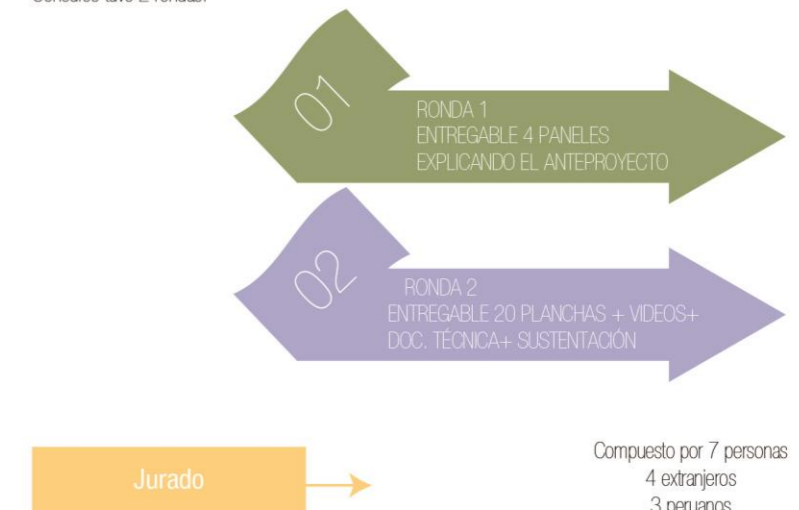 01
RONDA 1
ENTREGABLE 4 PANELES
EXPLICANDO EL ANTEPROYECTO
02
RONDA 2
ENTREGABLE 20 PLANCHAS + VIDEOS+
DOC. TÉCNICA+ SUSTENTACIÓN
Jurado
Compuesto por 7 personas
4 extranjeros
3 peruanos